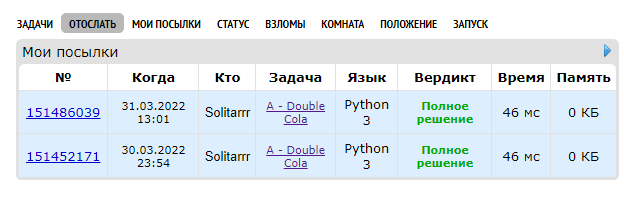 ЗАДАЧИ ОТОСЛАТЬ МОИ ПОСЫЛКИ СТАТУС ВЗЛОМЫ КОМНАТА ПОЛОЖЕНИЕ ЗАПУСК
Мои посылки
№ Когда Кто Задача Язык Вердикт Время Память
151486039 31.03.2022 13:01 Solitarrr A - Double Cola Python 3 Полное решение 46 мс 0 КБ
151452171 30.03.2022 23:54 Solitarrr A - Double Cola Python 3 Полное решение 46 мс 0 КБ